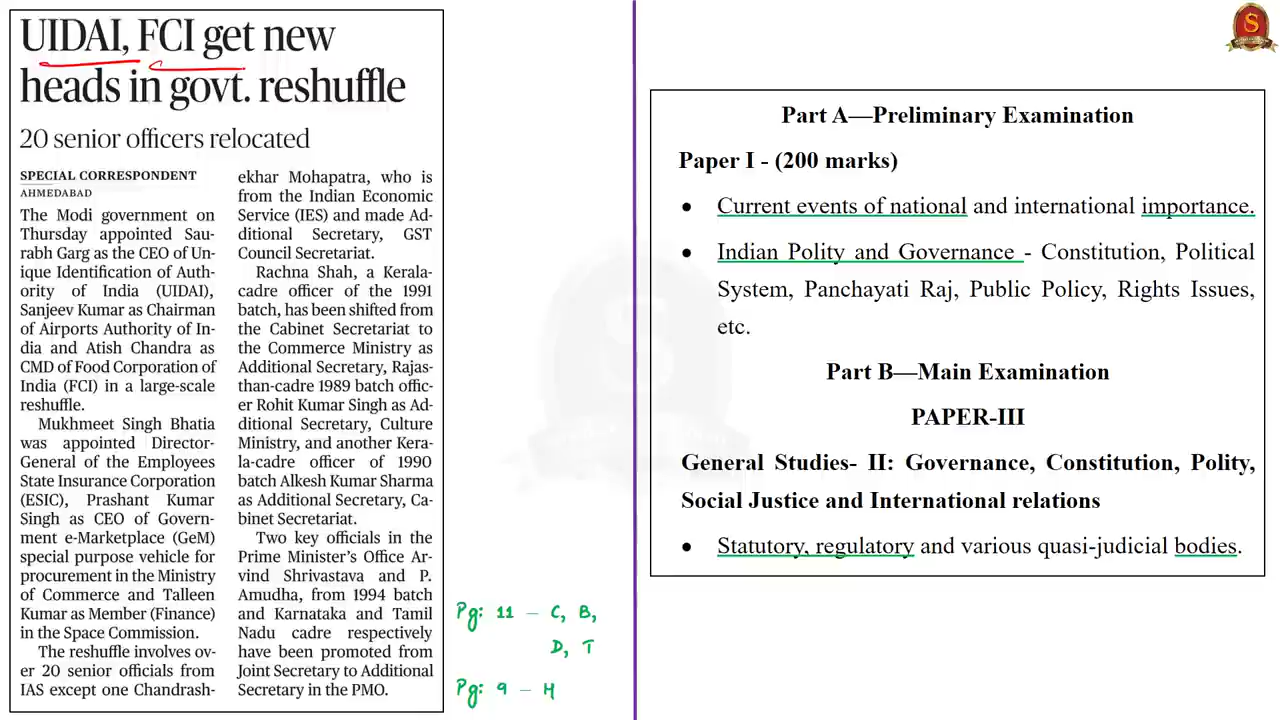 UIDAI, FCI get new
heads in govt. reshuffle
20 senior officers relocated
SPECIAL CORRESPONDENT
AHMEDABAD
The Modi government on
Thursday appointed Sau-
rabh Garg as the CEO of Un-
ique Identification of Auth-
ority of India (UIDAI),
Sanjeev Kumar as Chairman
of Airports Authority of In-
dia and Atish Chandra as
CMD of Food Corporation of
India (FCI) in a large-scale
reshuffle.
Mukhmeet Singh Bhatia
was appointed Director-
General of the Employees
State Insurance Corporation
(ESIC), Prashant Kumar
Singh as CEO of Govern-
ment e-Marketplace (GeM)
special purpose vehicle for
procurement in the Ministry
of Commerce and Talleen
Kumar as Member (Finance)
in the Space Commission.
The reshuffle involves ov-
er 20 senior officials from
IAS except one Chandrash-
ekhar Mohapatra, who is
from the Indian Economic
Service (IES) and made Ad-
ditional Secretary, GST
Council Secretariat.
Rachna Shah, a Kerala-
cadre officer of the 1991
batch, has been shifted from
the Cabinet Secretariat to
the Commerce Ministry as
Additional Secretary, Rajas-
than-cadre 1989 batch offic-
er Rohit Kumar Singh as Ad-
ditional Secretary, Culture
Ministry, and another Kera-
la-cadre officer of 1990
batch Alkesh Kumar Sharma
as Additional Secretary, Ca-
binet Secretariat.
Two key officials in the
Prime Minister's Office Ar-
vind Shrivastava and P.
Amudha, from 1994 batch
and Karnataka and Tamil
Nadu cadre respectively
have been promoted from
Joint Secretary to Additional
Secretary in the PMO.
Pg: 11 – C, B,
D, T
Pg: 9 – H
S
Part A—Preliminary Examination
Paper I - (200 marks)
● Current events of national and international importance.
● Indian Polity and Governance - Constitution, Political
System, Panchayati Raj, Public Policy, Rights Issues,
etc.
Part B—Main Examination
PAPER-III
General Studies- II: Governance, Constitution, Polity,
Social Justice and International relations
● Statutory, regulatory and various quasi-judicial bodies.